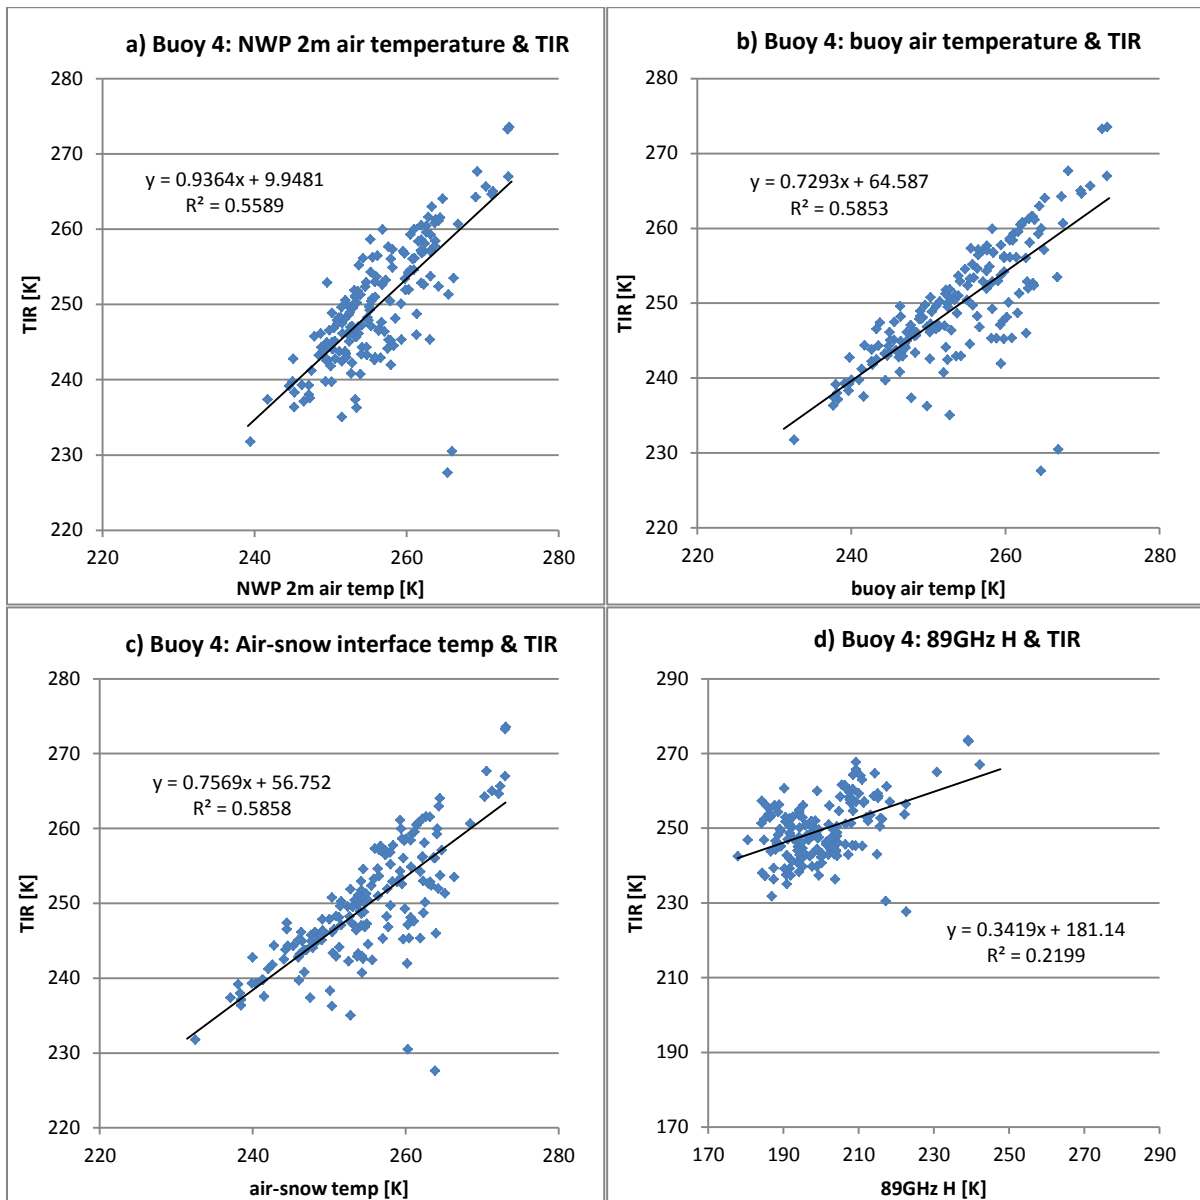 a) Buoy 4: NWP 2m air temperature & TIR
280
270
260
250
240
230
220
TIR [K]
y = 0.9364x + 9.9481
R² = 0.5589
220 240 260 280
NWP 2m air temp [K]
b) Buoy 4: buoy air temperature & TIR
280
270
260
250
240
230
220
TIR [K]
y = 0.7293x + 64.587
R² = 0.5853
220 240 260 280
buoy air temp [K]
c) Buoy 4: Air-snow interface temp & TIR
280
270
260
250
240
230
220
TIR [K]
y = 0.7569x + 56.752
R² = 0.5858
220 240 260 280
air-snow temp [K]
d) Buoy 4: 89GHz H & TIR
290
270
250
230
210
190
170
TIR [K]
y = 0.3419x + 181.14
R² = 0.2199
170 190 210 230 250 270 290
89GHz H [K]